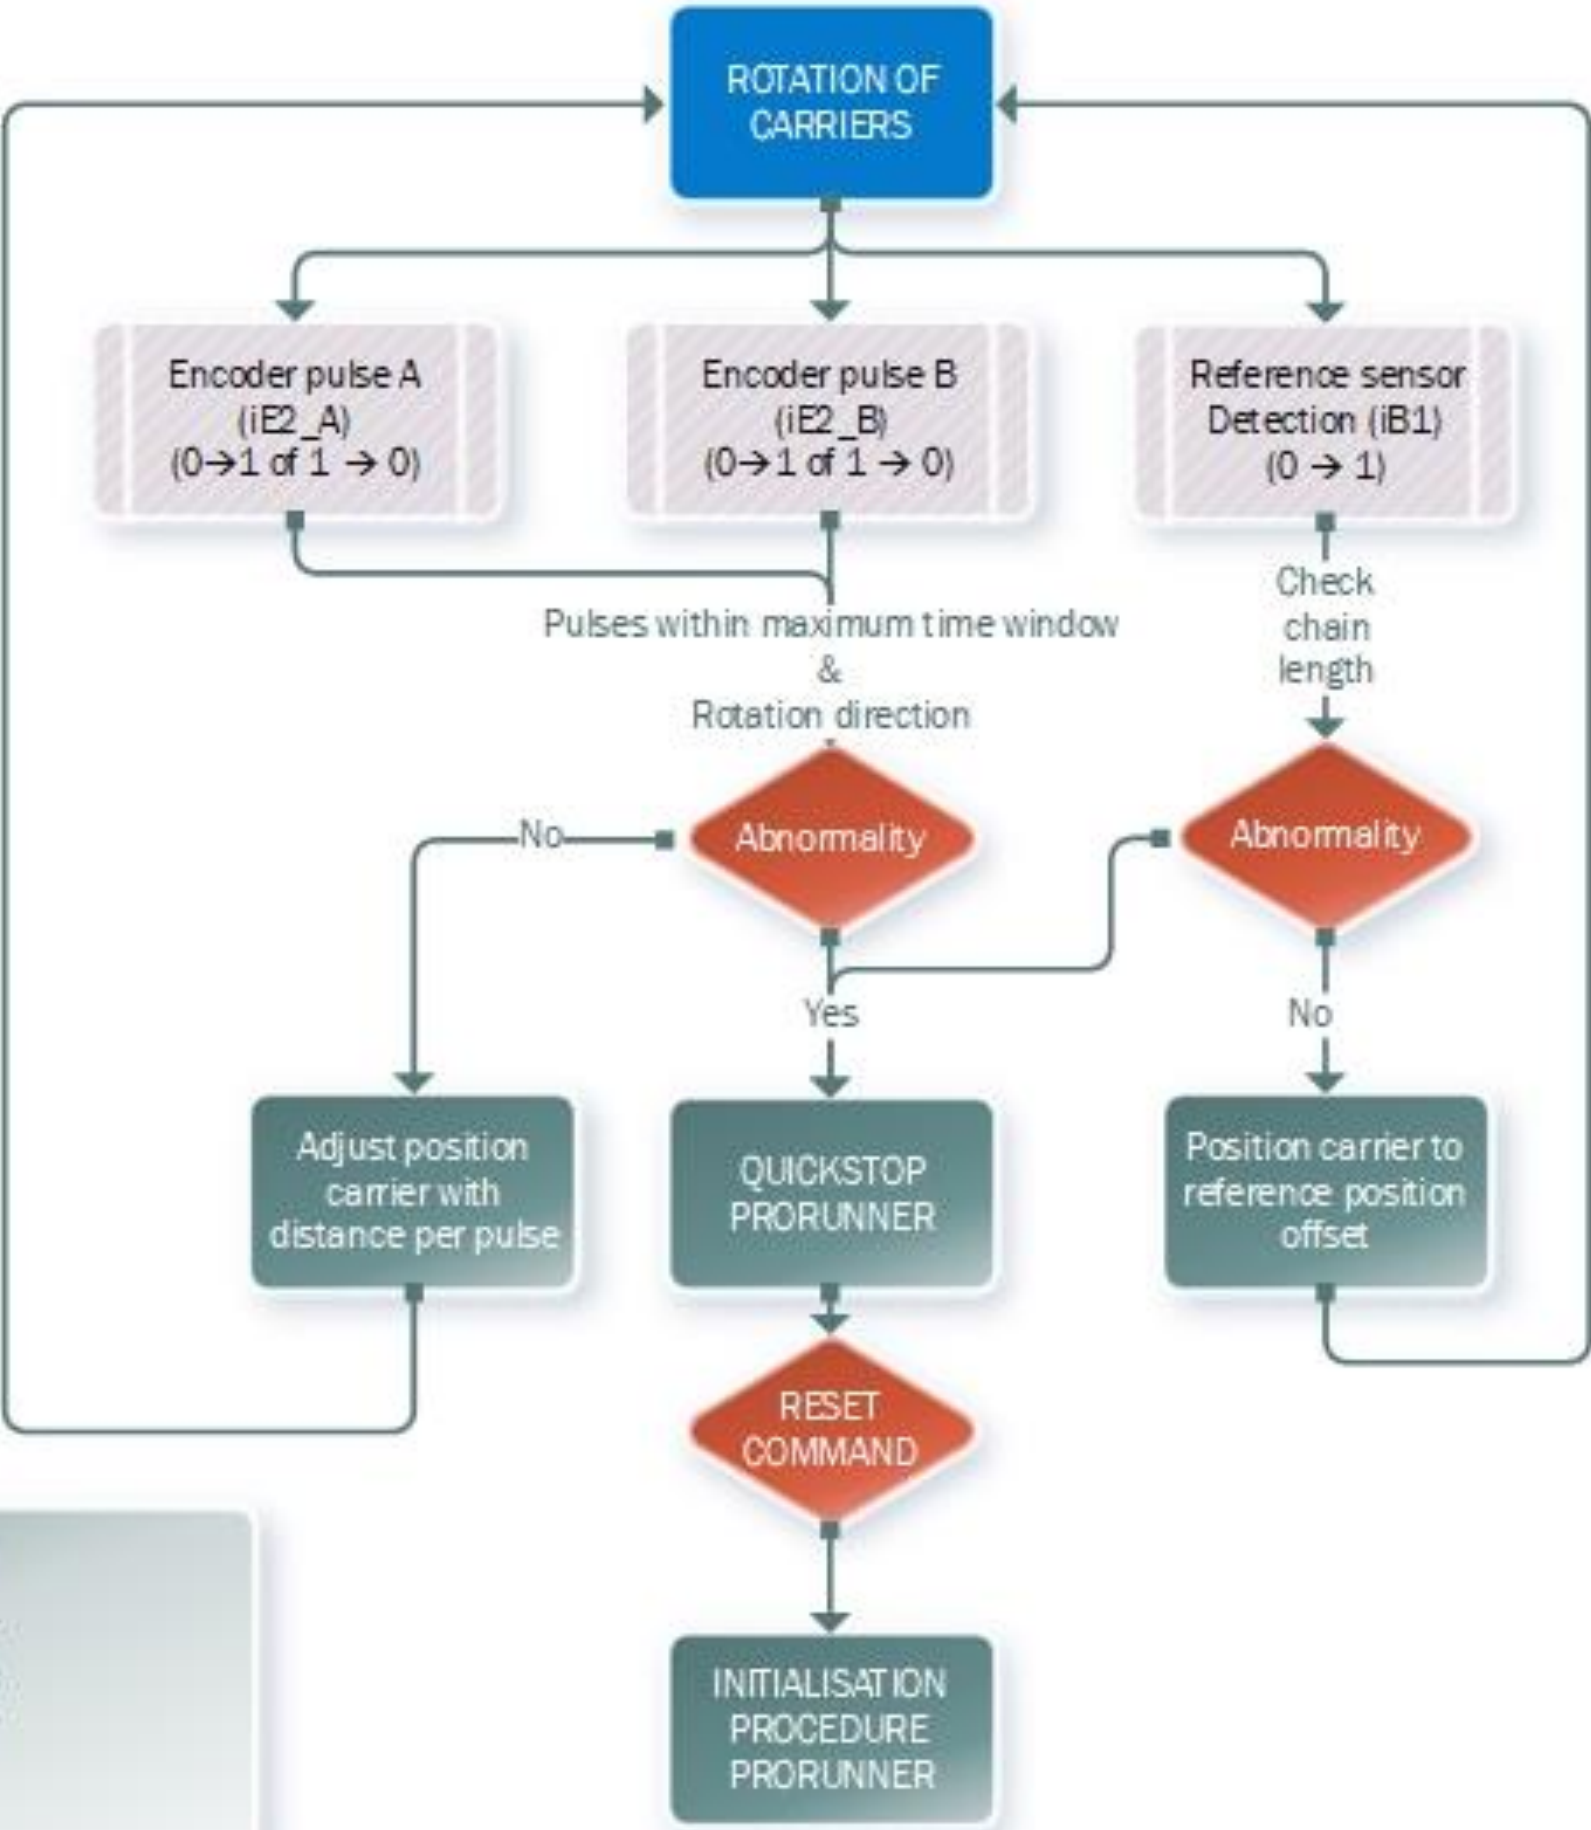 ROTATION OF
CARRIERS
Encoder pulse A
(iE2_A)
(0→1 of 1 → 0)
Encoder pulse B
(iE2_B)
(0→1 of 1 → 0)
Reference sensor
Detection (iB1)
(0 → 1)
Pulses within maximum time window
&
Rotation direction
Check
chain
length
No
Abnormality
Abnormality
Yes
No
Adjust position
carrier with
distance per pulse
QUICKSTOP
PRORUNNER
Position carrier to
reference position
offset
RESET
COMMAND
INITIALISATION
PROCEDURE
PRORUNNER